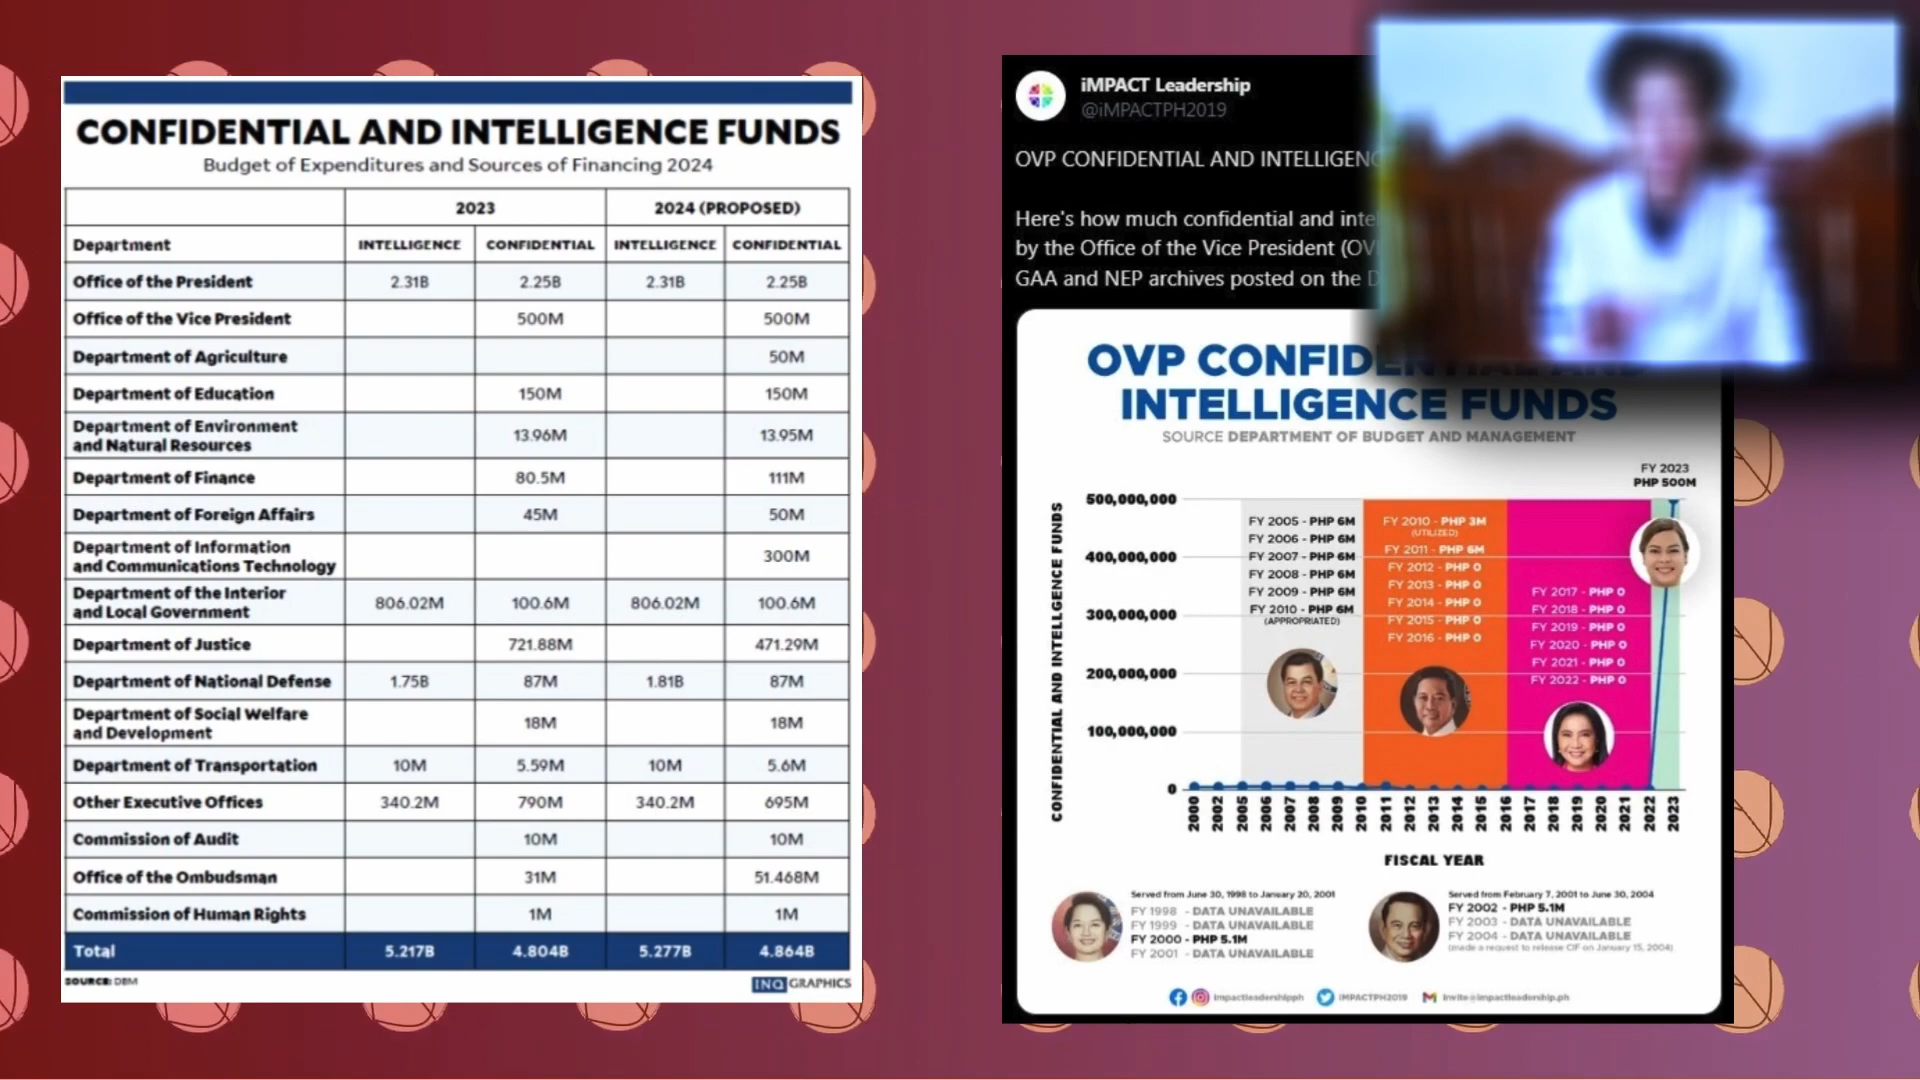 CONFIDENTIAL AND INTELLIGENCE FUNDS
Budget of Expenditures and Sources of Financing 2024
2023 2024 (PROPOSED)
Department INTELLIGENCE CONFIDENTIAL INTELLIGENCE CONFIDENTIAL
Office of the President 2.31B 2.25B 2.31B 2.25B
Office of the Vice President 500M 500M
Department of Agriculture 50M
Department of Education 150M 150M
Department of Environment
and Natural Resources 13.96M 13.95M
Department of Finance 80.5M 111M
Department of Foreign Affairs 45M 50M
Department of Information
and Communications Technology 300M
Department of the Interior
and Local Government 806.02M 100.6M 806.02M 100.6M
Department of Justice 721.88M 471.29M
Department of National Defense 1.75B 87M 1.81B 87M
Department of Social Welfare
and Development 18M 18M
Department of Transportation 10M 5.59M 10M 5.6M
Other Executive Offices 340.2M 790M 340.2M 695M
Commission of Audit 10M 10M
Office of the Ombudsman 31M 51.468M
Commission of Human Rights 1M 1M
Total 5.217B 4.804B 5.277B 4.864B
SOURCE: DBM
INQ GRAPHICS
iMPACT Leadership
@iMPACTPH2019
OVP CONFIDENTIAL AND
Here's how much confidential and
by the Office of the Vice President
GAA and NEP archives posted on the
OVP
INTELLIGENCE FUNDS
SOURCE DEPARTMENT OF BUDGET AND MANAGEMENT
FY 2023
PHP 500M
CONFIDENTIAL AND INTELLIGENCE FUNDS
500,000,000
400,000,000
300,000,000
200,000,000
100,000,000
0
FY 2005 - PHP 6M
FY 2006 - PHP 6M
FY 2007 - PHP 6M
FY 2008 - PHP 6M
FY 2009 - PHP 6M
FY 2010 - PHP 6M
(APPROPRIATED)
FY 2010 - PHP 3M
(UTILIZED)
FY 2011 - PHP 6M
FY 2012 - PHP 0
FY 2013 - PHP 0
FY 2014 - PHP 0
FY 2015 - PHP 0
FY 2016 - PHP 0
FY 2017 - PHP 0
FY 2018 - PHP 0
FY 2019 - PHP 0
FY 2020 - PHP 0
FY 2021 - PHP 0
FY 2022 - PHP 0
2000 2002 2005 2006 2007 2008 2009 2010 2011 2012 2013 2014 2015 2016 2017 2018 2019 2020 2021 2022 2023
FISCAL YEAR
Served from June 30, 1998 to January 20, 2001
FY 1998 - DATA UNAVAILABLE
FY 1999 - DATA UNAVAILABLE
FY 2000 - PHP 5.1M
FY 2001 - DATA UNAVAILABLE
Served from February 7, 2001 to June 30, 2004
FY 2002 - PHP 5.1M
FY 2003 - DATA UNAVAILABLE
FY 2004 - DATA UNAVAILABLE
(made a request to release CIF on January 15, 2004)
impactleadershipph
iMPACTPH2019
invite@impactleadership.ph